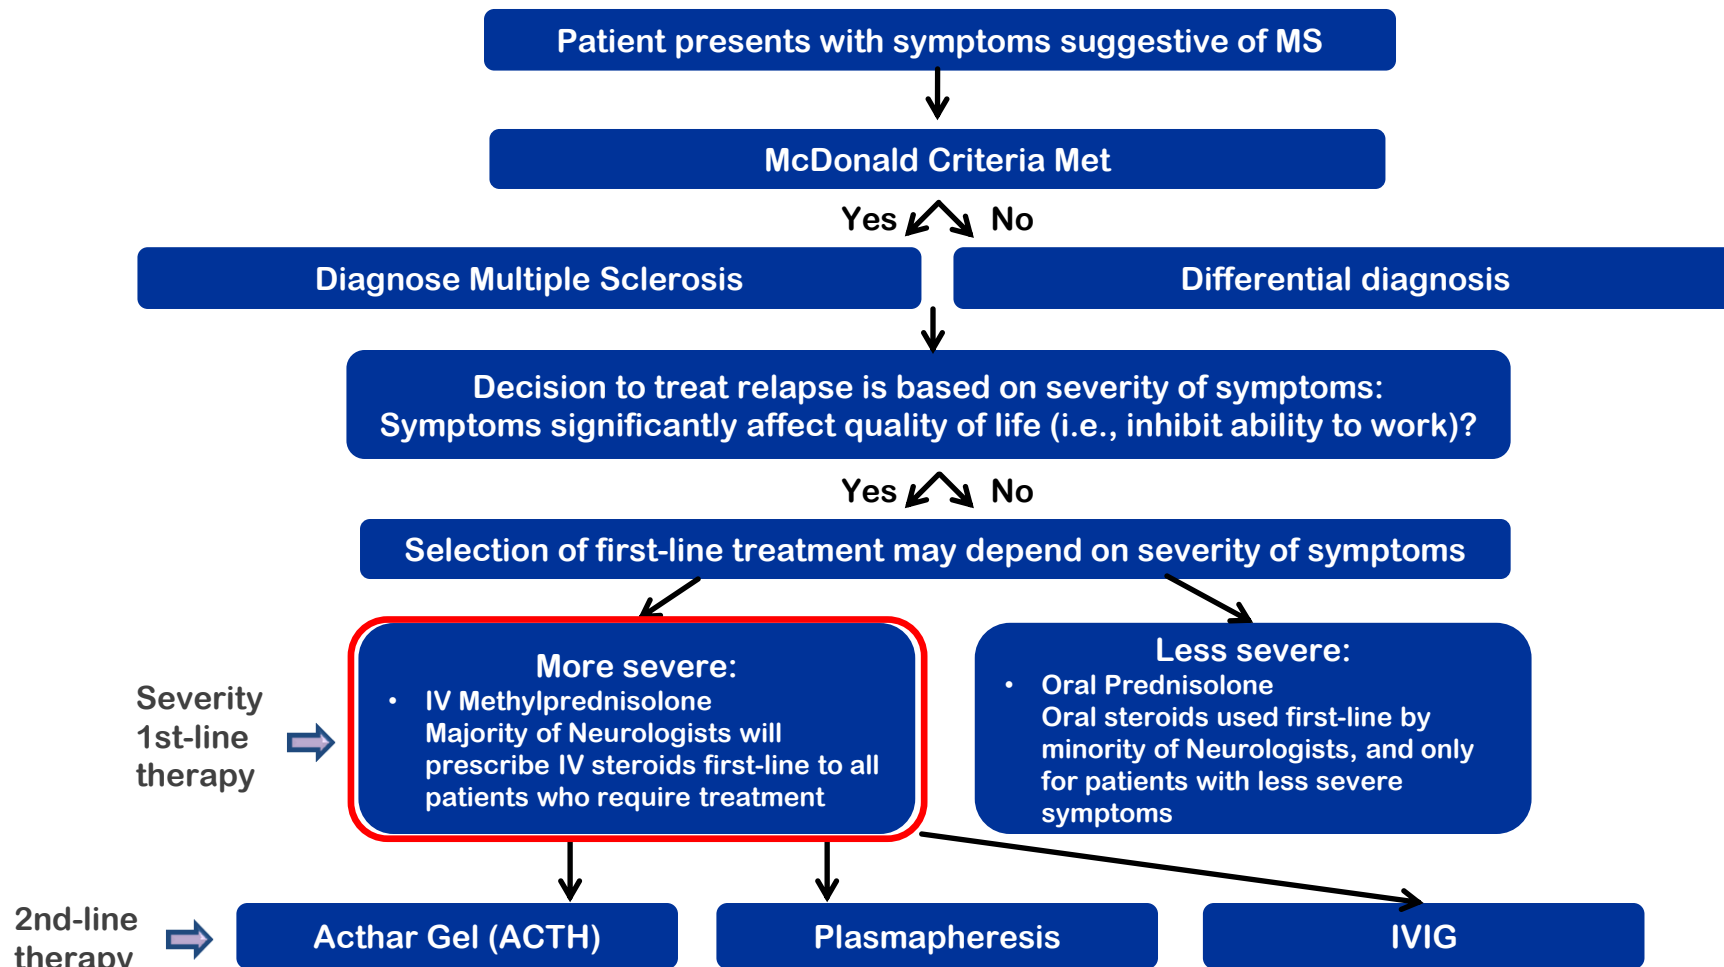 Patient presents with symptoms suggestive of MS
McDonald Criteria Met
Yes No
Diagnose Multiple Sclerosis
Differential diagnosis
Decision to treat relapse is based on severity of symptoms:
Symptoms significantly affect quality of life (i.e., inhibit ability to work)?
Yes No
Selection of first-line treatment may depend on severity of symptoms
Severity
1st-line
therapy
More severe:
• IV Methylprednisolone
Majority of Neurologists will
prescribe IV steroids first-line to all
patients who require treatment
Less severe:
• Oral Prednisolone
Oral steroids used first-line by
minority of Neurologists, and only
for patients with less severe
symptoms
2nd-line
therapy
Acthar Gel (ACTH)
Plasmapheresis
IVIG